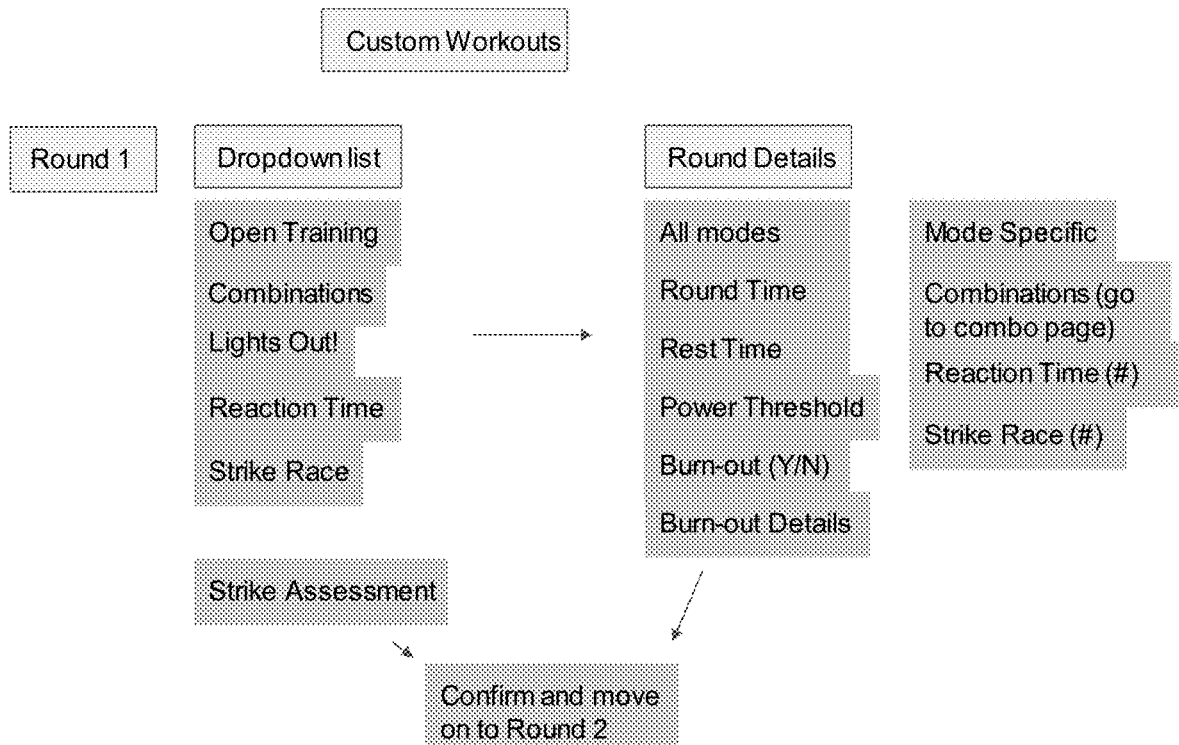 Custom Workouts
Round 1
Dropdown list
Round Details
Open Training
Combinations
Lights Out!
Reaction Time
Strike Race
All modes
Round Time
Rest Time
Power Threshold
Burn-out (Y/N)
Burn-out Details
Mode Specific
Combinations (go
to combo page)
Reaction Time (#)
Strike Race (#)
Strike Assessment
Confirm and move
on to Round 2